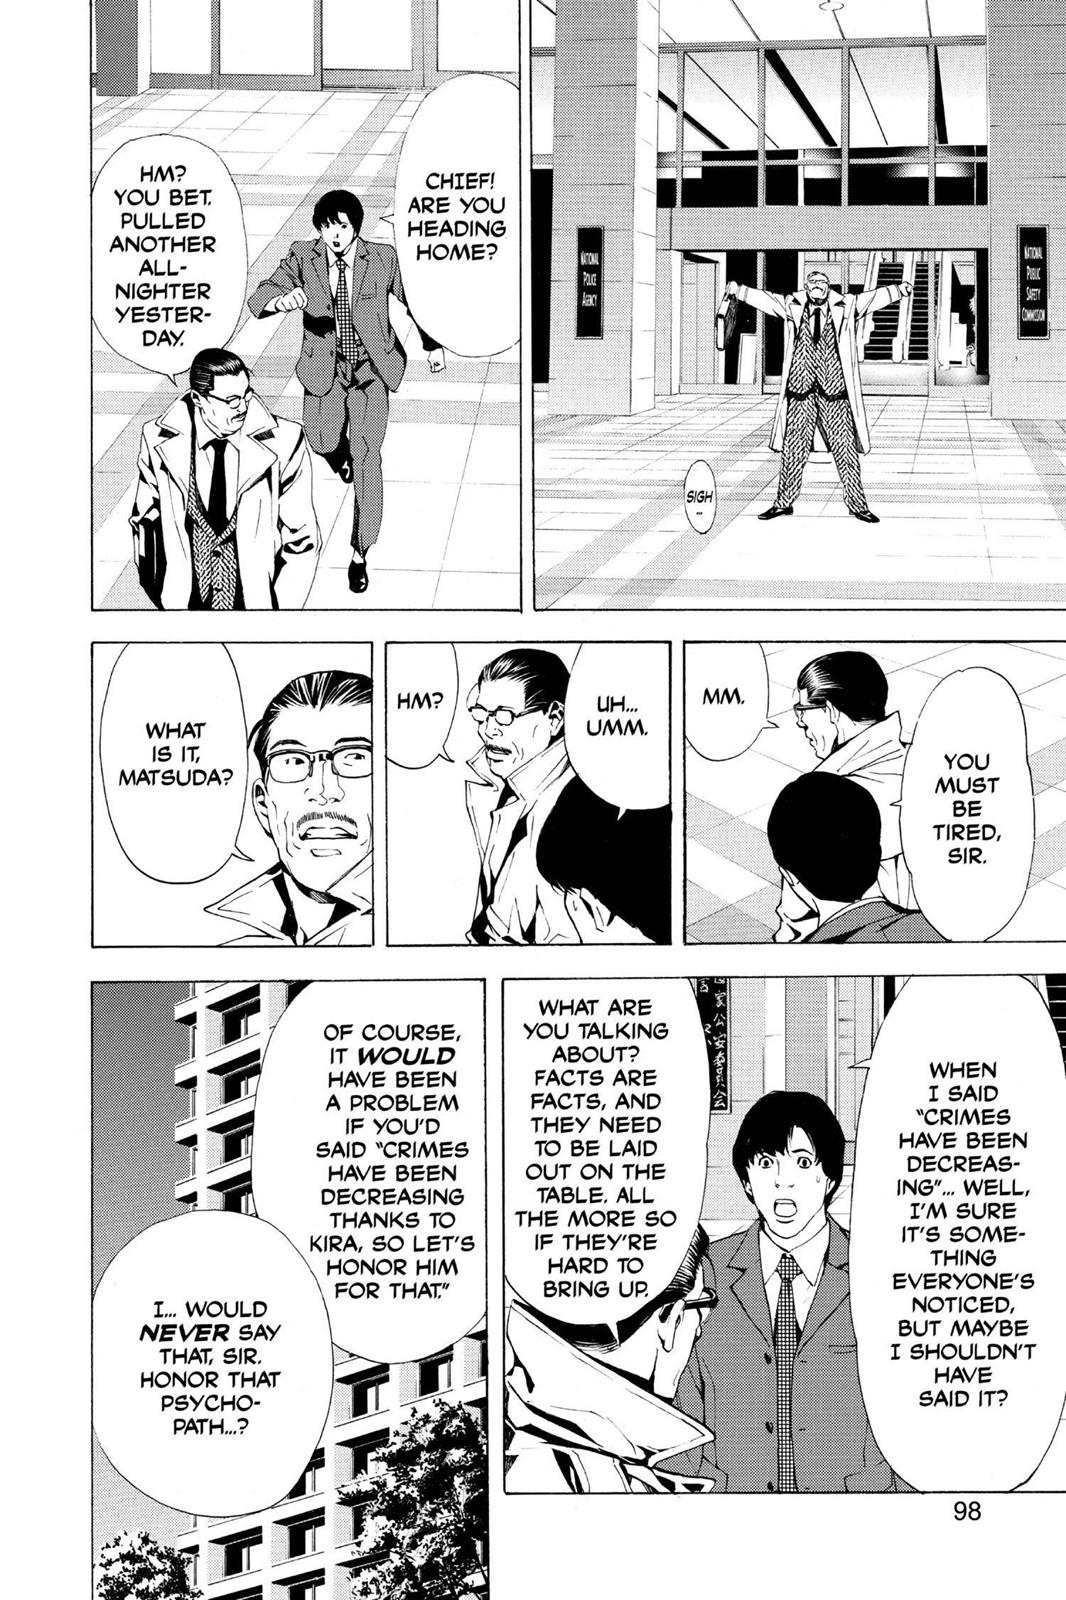 NATIONAL
POLICE
AGENCY
NATIONAL
PUBLIC
SAFETY
COMMISSION
SIGH
...
CHIEF!
ARE YOU
HEADING
HOME?
HM?
YOU BET.
PULLED
ANOTHER
ALL-
NIGHTER
YESTER-
DAY.
YOU
MUST
BE
TIRED,
SIR.
MM.
UH...
UMM.
HM?
WHAT
IS IT,
MATSUDA?
WHEN
I SAID
"CRIMES
HAVE BEEN
DECREAS-
ING"... WELL,
I'M SURE
IT'S SOME-
THING
EVERYONE'S
NOTICED,
BUT MAYBE
I SHOULDN'T
HAVE
SAID IT?
公安委員会
WHAT ARE
YOU TALKING
ABOUT?
FACTS ARE
FACTS, AND
THEY NEED
TO BE LAID
OUT ON THE
TABLE. ALL
THE MORE SO
IF THEY'RE
HARD TO
BRING UP.
OF COURSE,
IT WOULD
HAVE BEEN
A PROBLEM
IF YOU'D
SAID "CRIMES
HAVE BEEN
DECREASING
THANKS TO
KIRA, SO LET'S
HONOR HIM
FOR THAT."
I... WOULD
NEVER SAY
THAT, SIR.
HONOR THAT
PSYCHO-
PATH...?
98